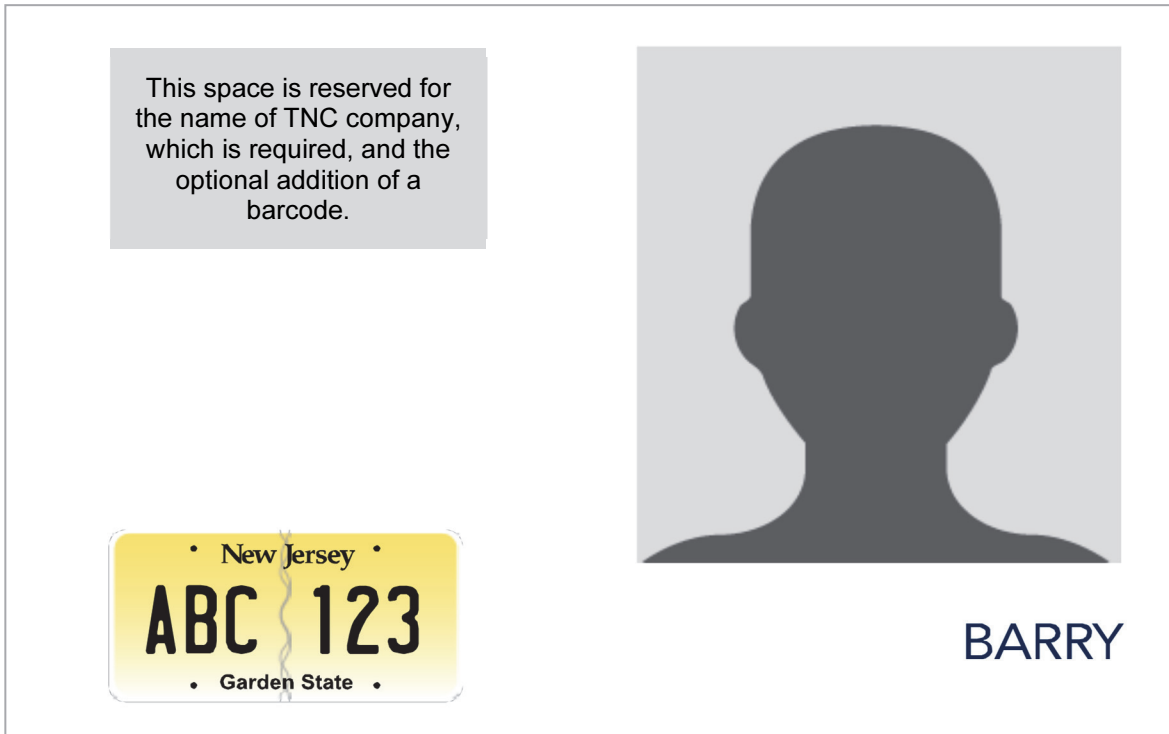 This space is reserved for
the name of TNC company,
which is required, and the
optional addition of a
barcode.
New Jersey
ABC 123
Garden State
BARRY